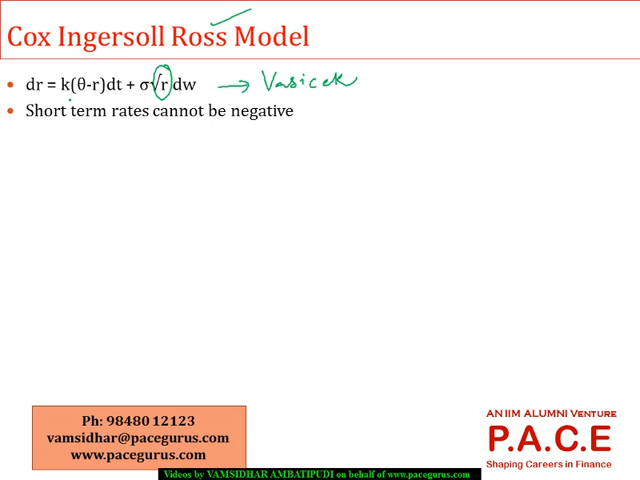 Cox Ingersoll Ross Model
• dr = k(θ-r)dt + σ√r dw → Vasicek
• Short term rates cannot be negative
Ph: 98480 12123
vamsidhar@pacegurus.com
www.pacegurus.com
AN IIM ALUMNI VENTURE
P.A.C.E
Shaping Careers in Finance
Videos by VAMSIDHAR AMBATIPUDI on behalf of www.pacegurus.com